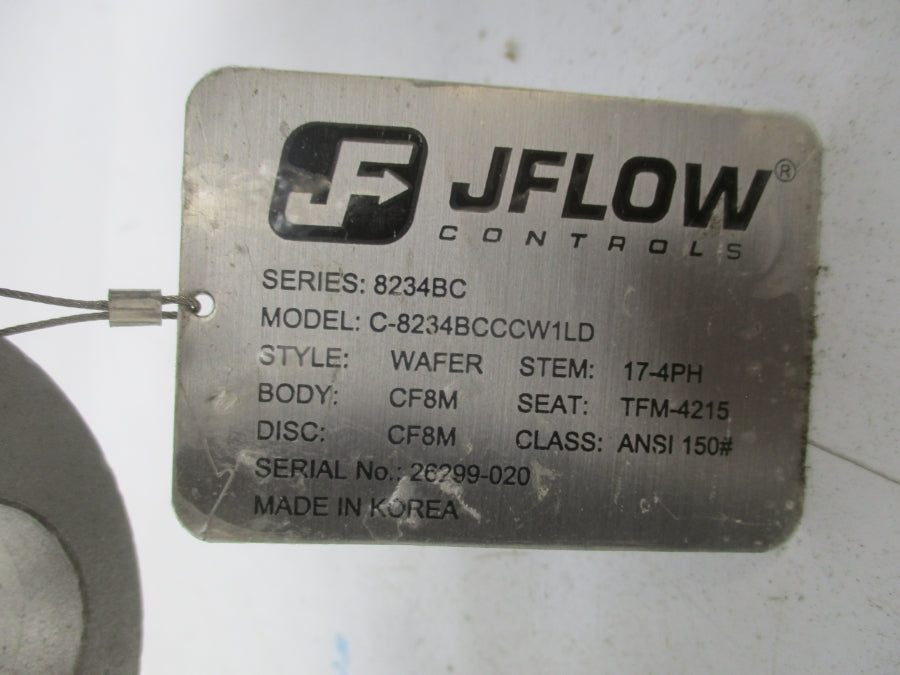 JF JFLOW®
CONTROLS
SERIES: 8234BC
MODEL: C-8234BCCCW1LD
STYLE: WAFER STEM: 17-4PH
BODY: CF8M SEAT: TFM-4215
DISC: CF8M CLASS: ANSI 150#
SERIAL No.: 26299-020
MADE IN KOREA